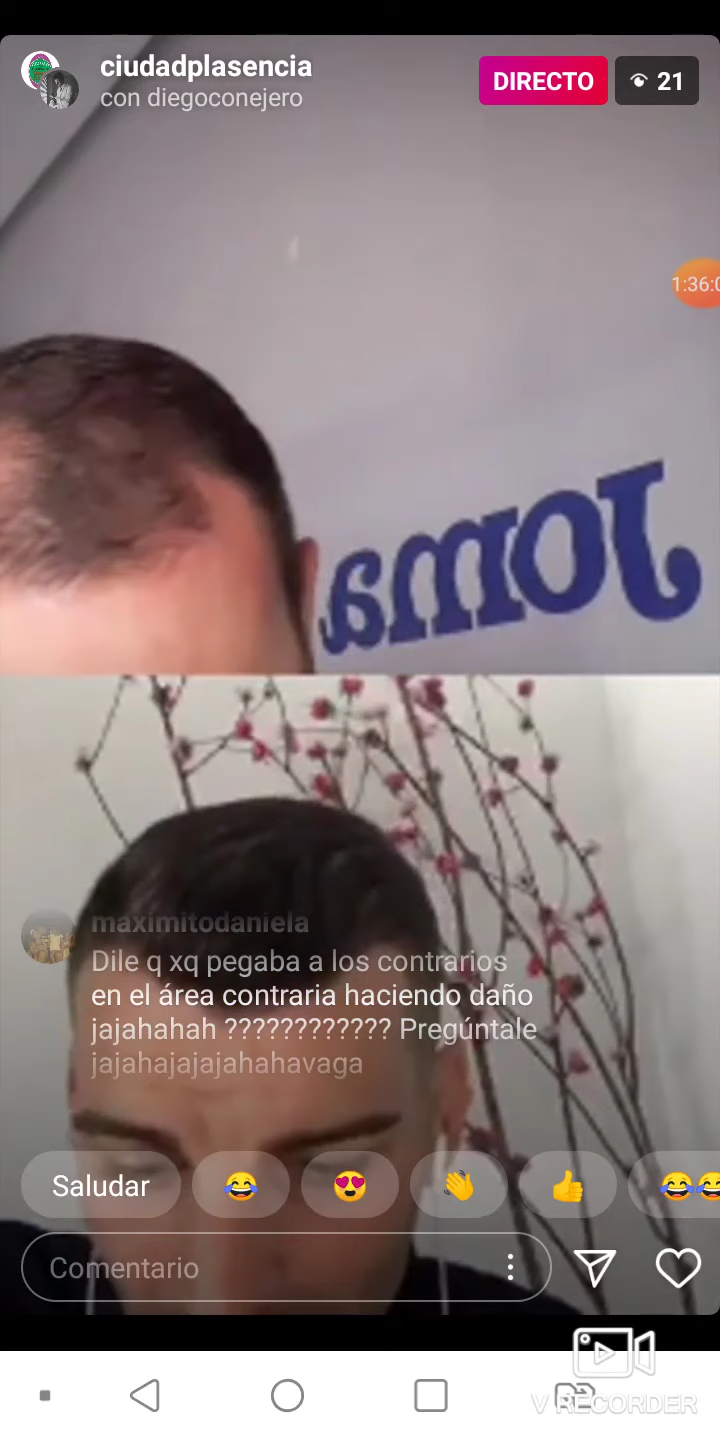 ciudadplasencia
con diegoconejero
DIRECTO
21
1:36:0
Joma
maximitodaniela
Dile q xq pegaba a los contrarios
en el área contraria haciendo daño
jajahahah ???????????? Pregúntale
jajahajajajahahavaga
Saludar
Comentario
V RECORDER